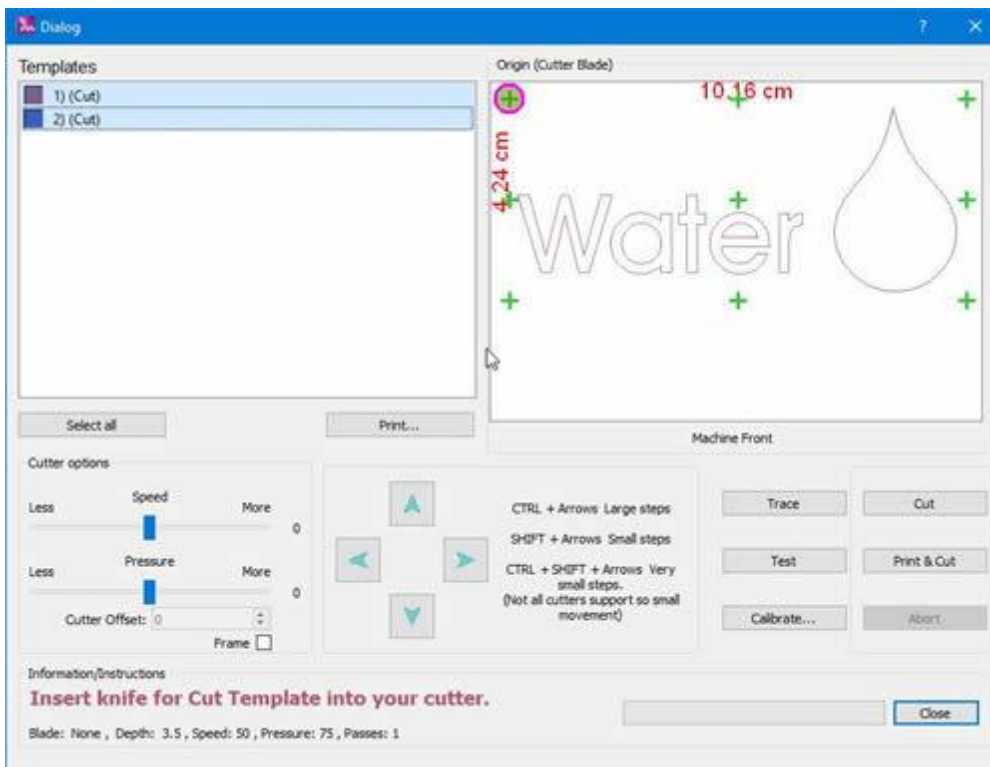 Dialog
?
Templates
1) (Cut)
2) (Cut)
Origin (Cutter Blade)
10.16 cm
4.24 cm
Water
Machine Front
Select all
Print...
Cutter options
Speed
Less
More
0
Pressure
Less
More
0
Cutter Offset: 0
Frame
CTRL + Arrows Large steps
SHIFT + Arrows Small steps
CTRL + SHIFT + Arrows Very
small steps.
(Not all cutters support so small
movement)
Trace
Cut
Test
Print & Cut
Calibrate...
Abort
Information/Instructions
Insert knife for Cut Template into your cutter.
Blade: None , Depth: 3.5 , Speed: 50 , Pressure: 75 , Passes: 1
Close